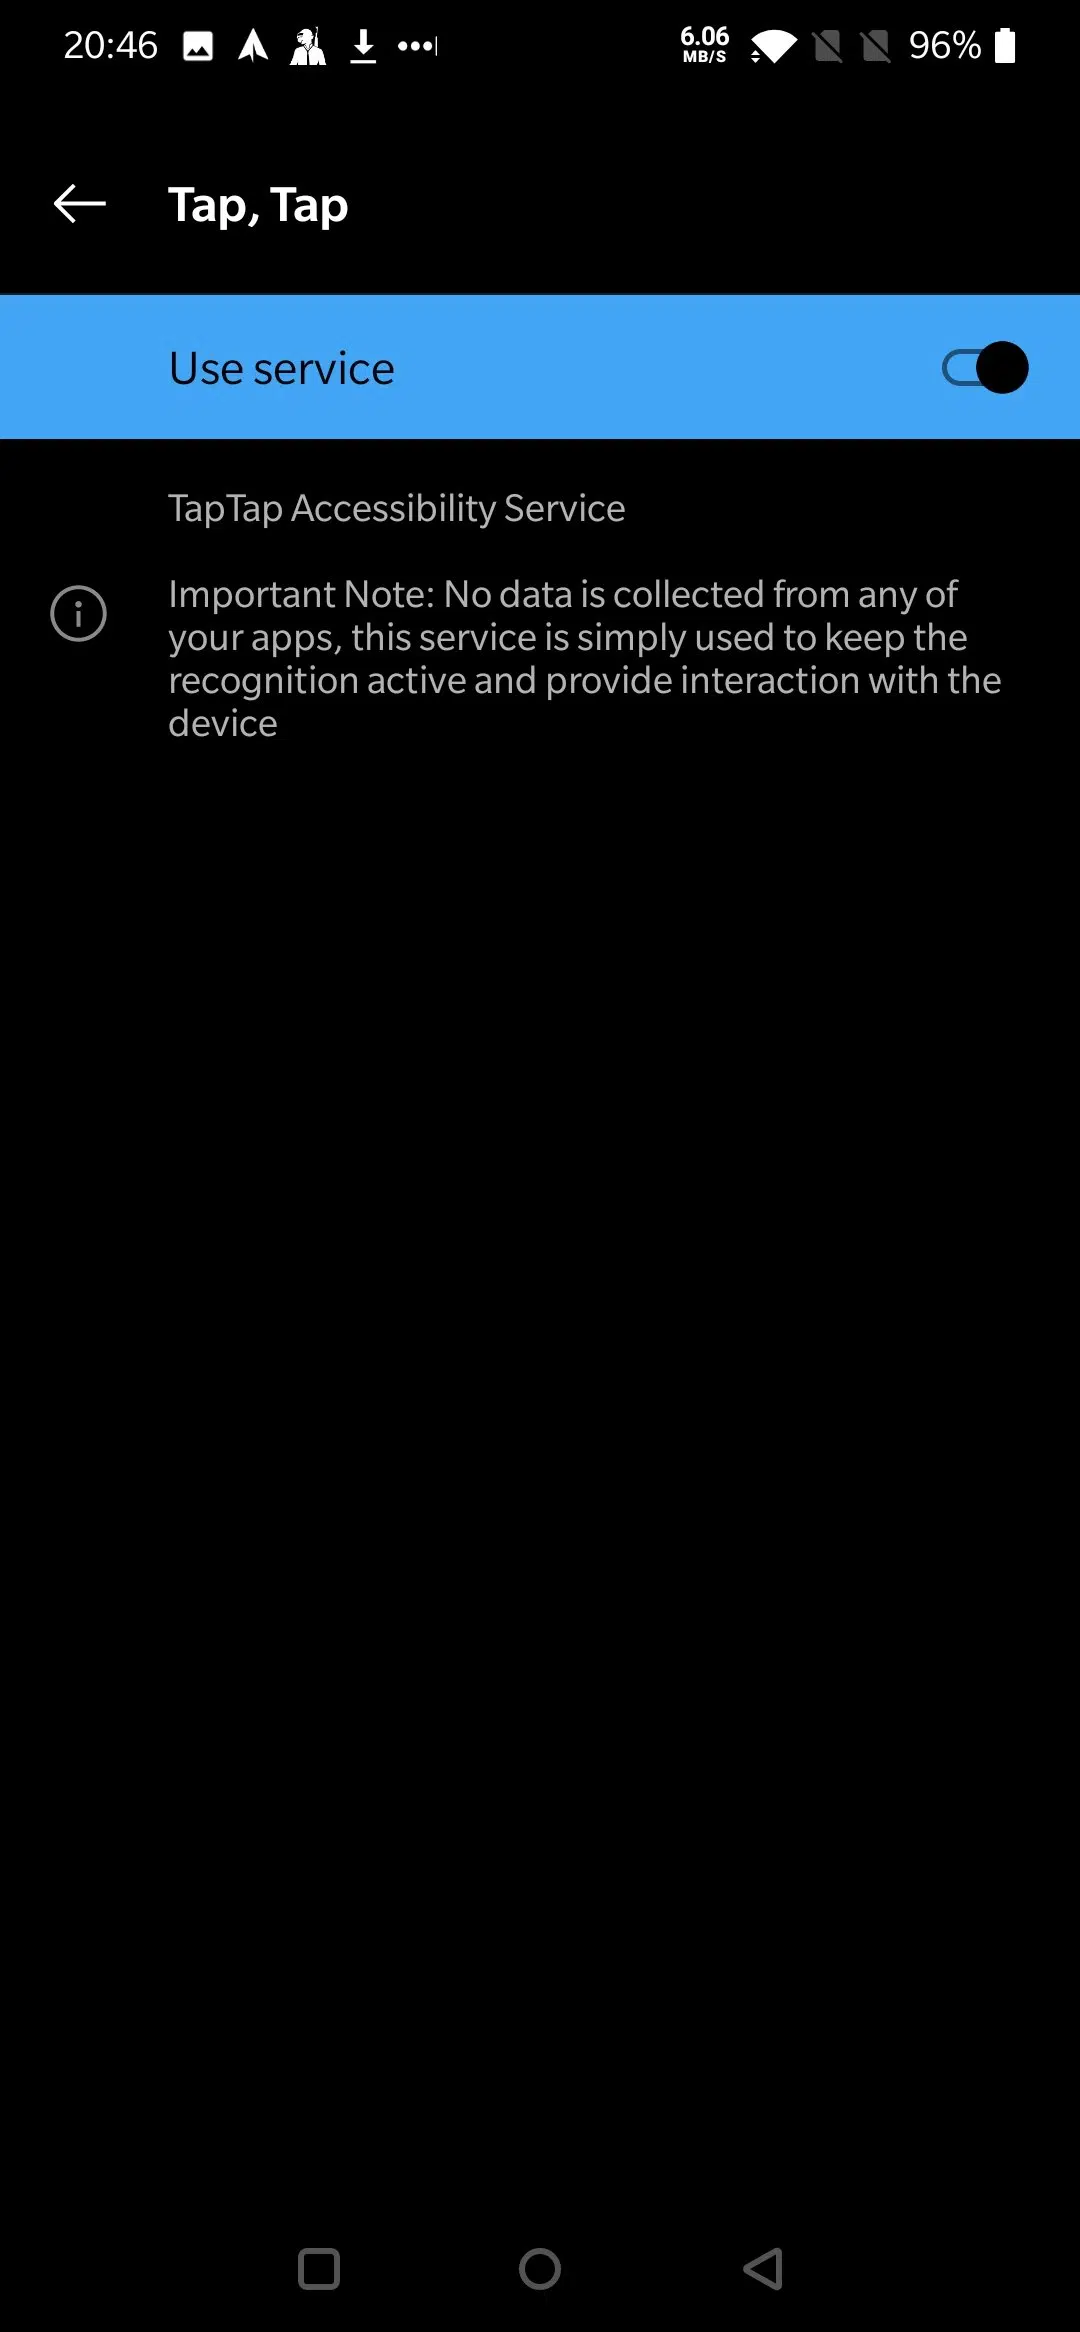 20:46
6.06
MB/S
96%
Tap, Tap
Use service
TapTap Accessibility Service
Important Note: No data is collected from any of
your apps, this service is simply used to keep the
recognition active and provide interaction with the
device